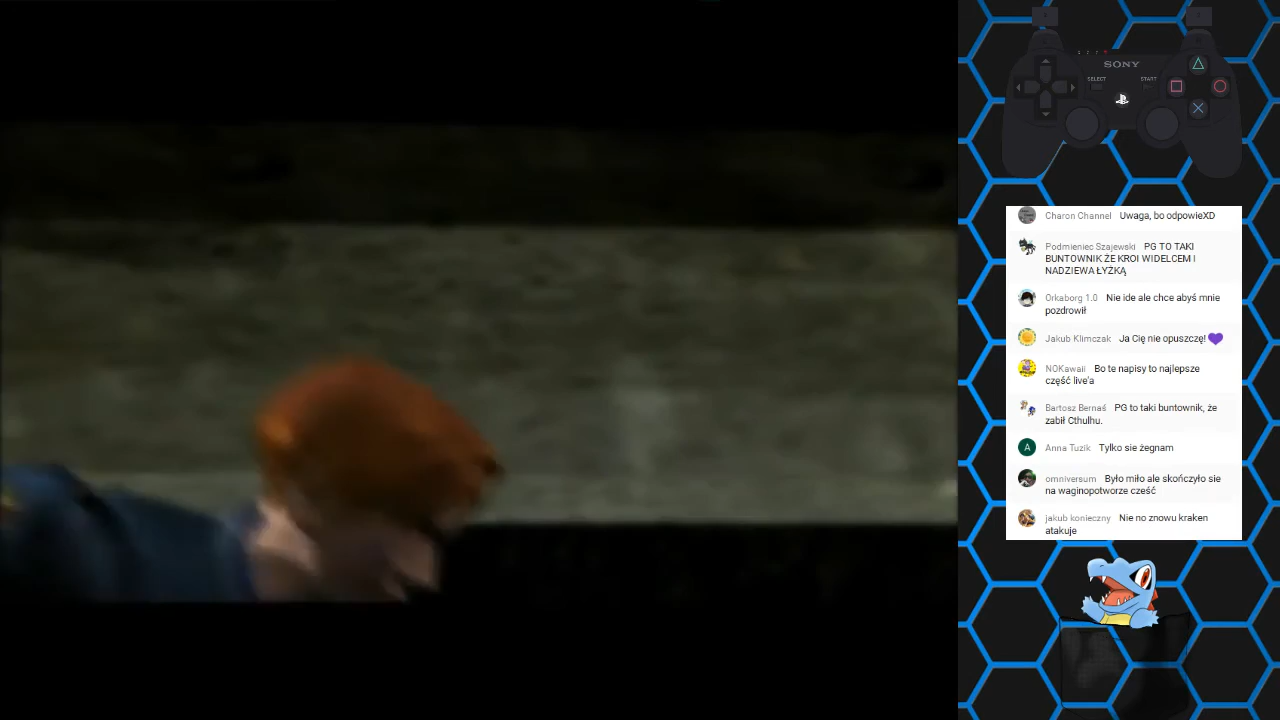 SONY
SELECT
START
Charon Channel Uwaga, bo odpowieXD
Podmieniec Szajewski PG TO TAKI
BUNTOWNIK ŻE KROI WIDELCEM I
NADZIEWA ŁYŻKĄ
Orkaborg 1.0 Nie ide ale chce abyś mnie
pozdrowił
Jakub Klimczak Ja Cię nie opuszczę!
NOKawaii Bo te napisy to najlepsze
część live'a
Bartosz Bernaś PG to taki buntownik, że
zabił Cthulhu.
A Anna Tuzik Tylko sie żegnam
omniversum Było miło ale skończyło sie
na waginopotworze cześć
jakub konieczny Nie no znowu kraken
atakuje